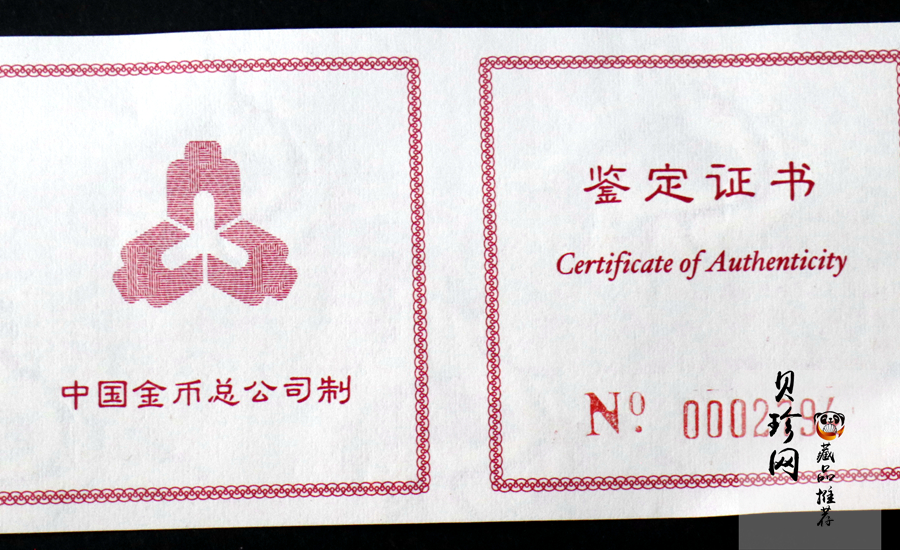 中国金币总公司制
鉴定证书
Certificate of Authenticity
Nº
贝珍网
藏品推荐